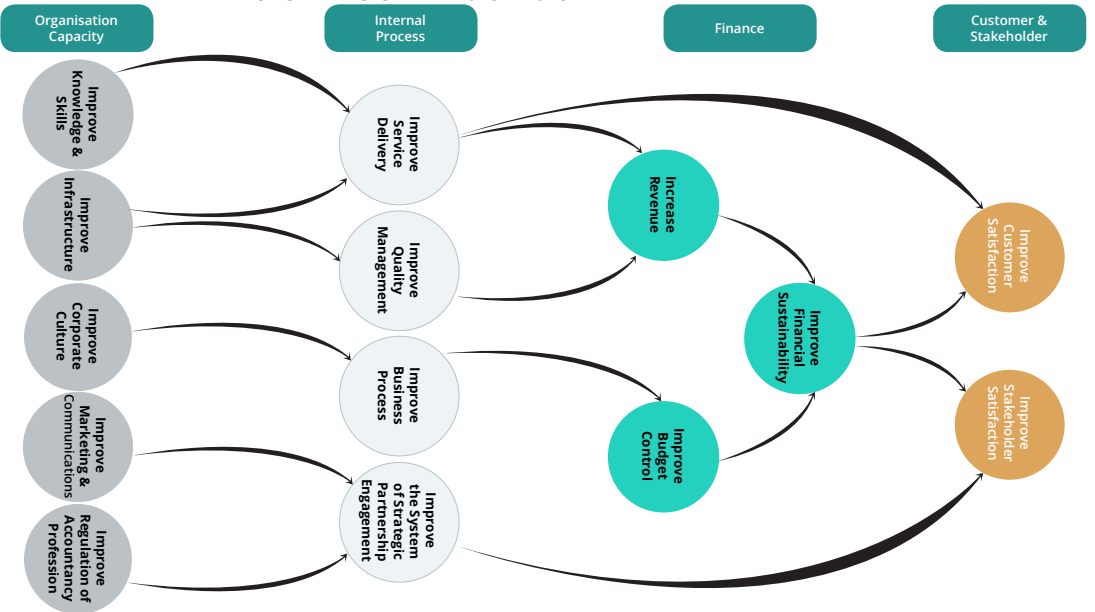 Organisation
Capacity
Internal
Process
Finance
Customer &
Stakeholder
Improve
Knowledge &
Skills
Improve
Infrastructure
Improve
Corporate
Culture
Improve
Marketing &
Communications
Improve
Regulation of
Accountancy
Profession
Improve
Service
Delivery
Improve
Quality
Management
Improve
Business
Process
Improve
the System
of Strategic
Partnership
Engagement
Increase
Revenue
Improve
Budget
Control
Improve
Financial
Sustainability
Improve
Customer
Satisfaction
Improve
Stakeholder
Satisfaction